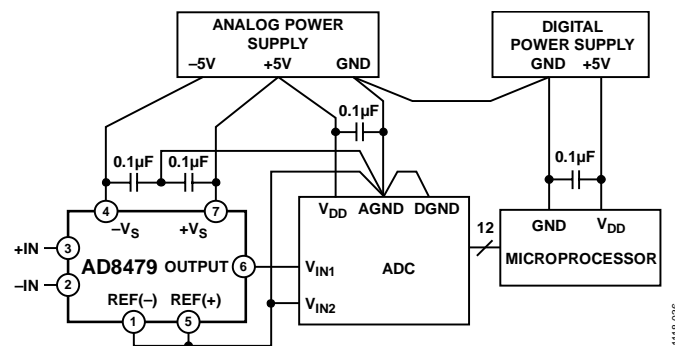 ANALOG POWER
SUPPLY
–5V +5V GND
DIGITAL
POWER SUPPLY
GND +5V
0.1µF
0.1µF 0.1µF
0.1µF
4 7
–VS +VS
VDD AGND DGND
GND VDD
+IN 3
AD8479 OUTPUT 6
VIN1
ADC
12
MICROPROCESSOR
–IN 2
REF(–) REF(+)
VIN2
1 5